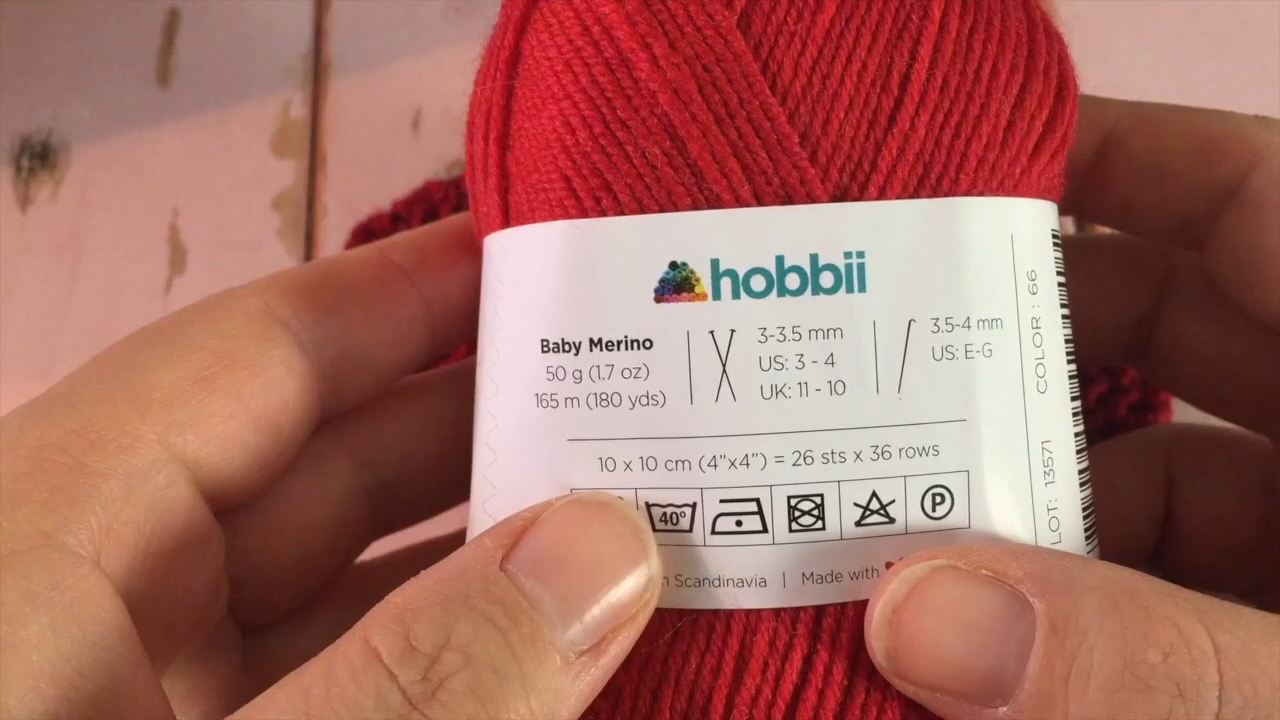 hobbii
Baby Merino
50 g (1.7 oz)
165 m (180 yds)
3-3.5 mm
US: 3 - 4
UK: 11 - 10
3.5-4 mm
US: E-G
10 x 10 cm (4”x4”) = 26 sts x 36 rows
40°
P
Scandinavia | Made with
COLOR : 66
LOT: 13571